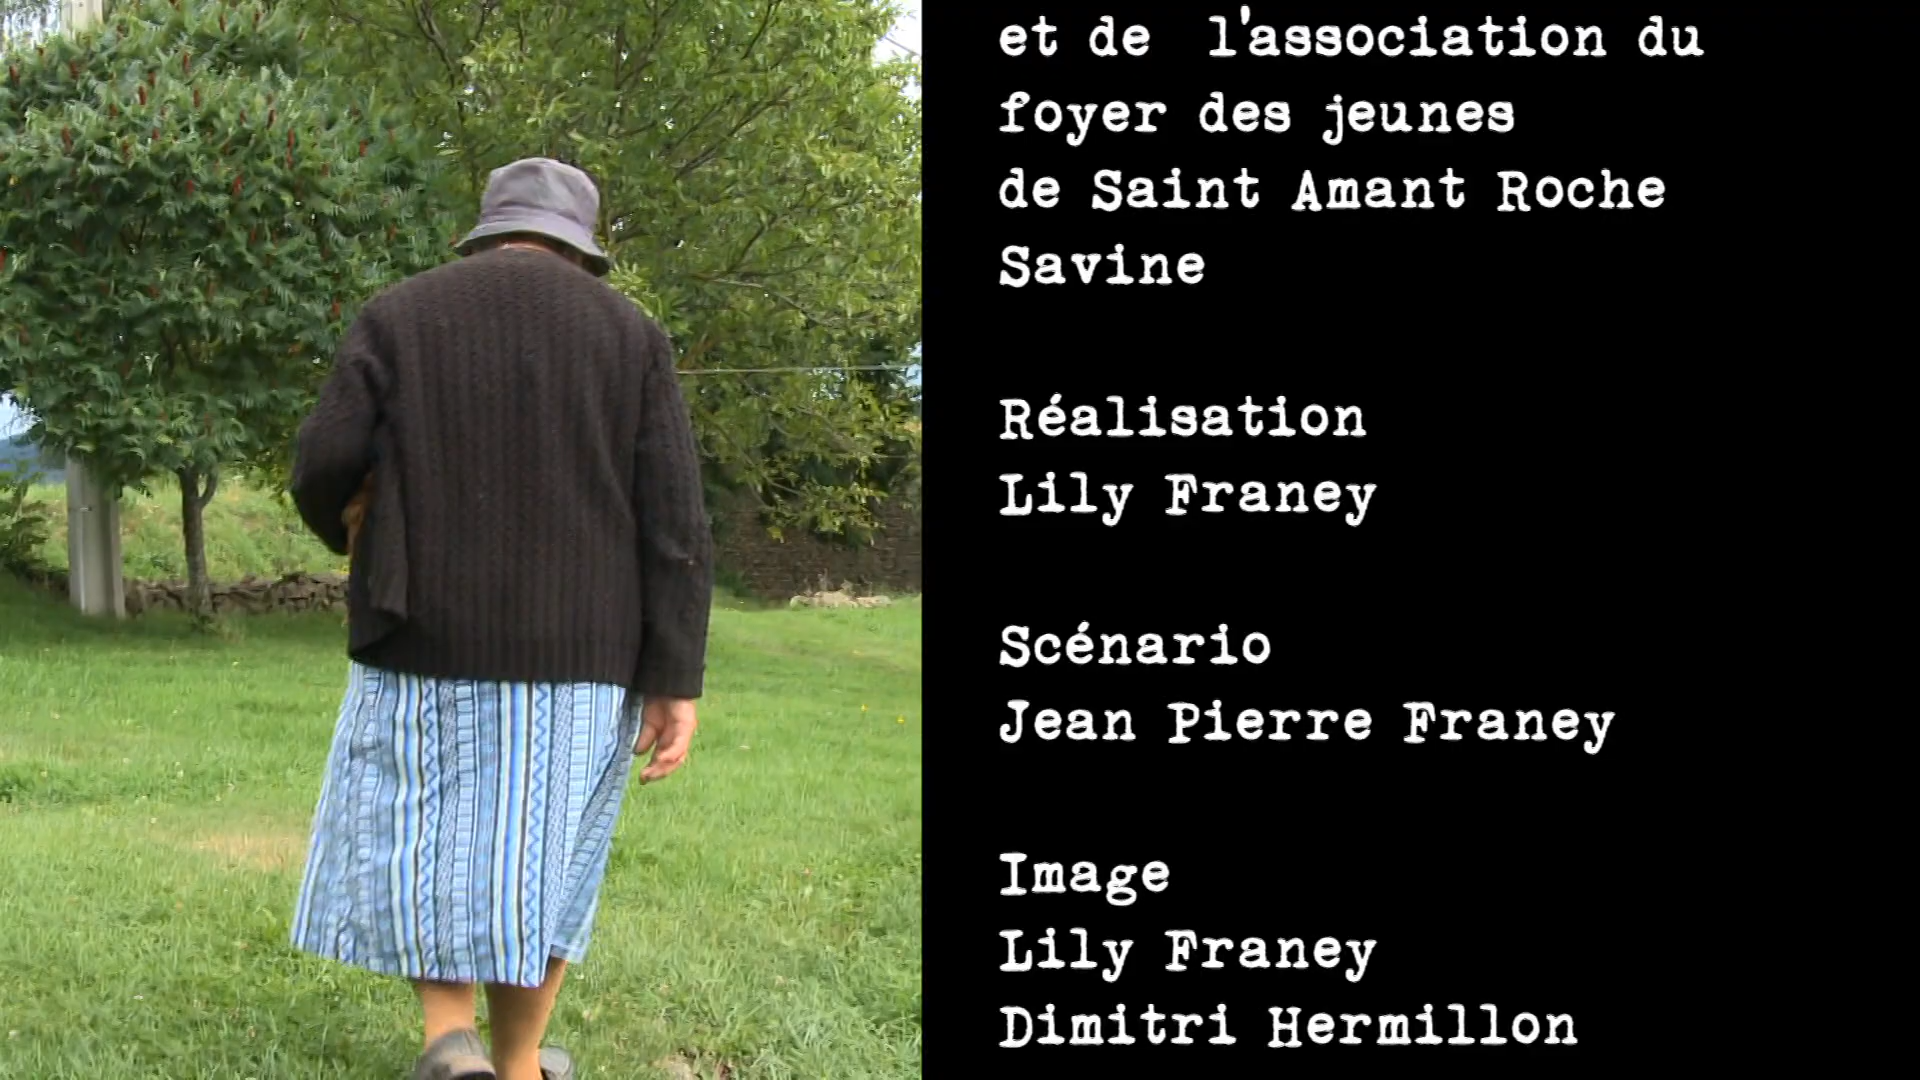 et de  l'association du
foyer des jeunes
de Saint Amant Roche
Savine
Réalisation
Lily Franey
Scénario
Jean Pierre Franey
Image
Lily Franey
Dimitri Hermillon